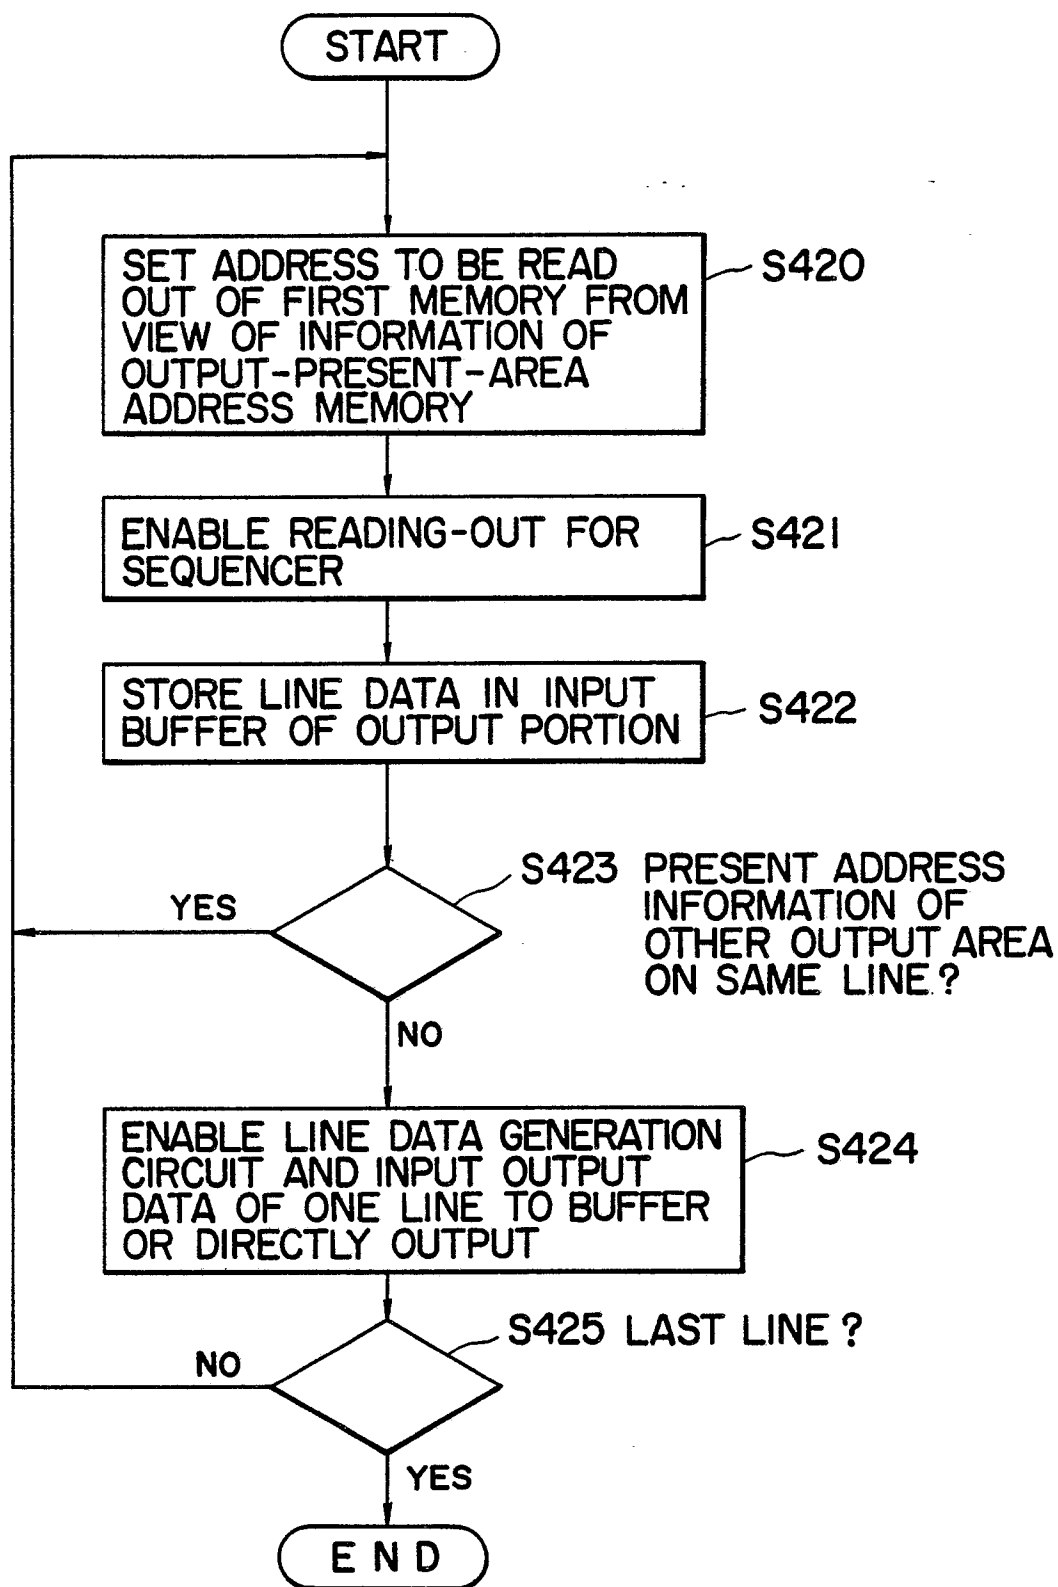 START
SET ADDRESS TO BE READ
OUT OF FIRST MEMORY FROM
VIEW OF INFORMATION OF
OUTPUT-PRESENT-AREA
ADDRESS MEMORY
S420
ENABLE READING-OUT FOR
SEQUENCER
S421
STORE LINE DATA IN INPUT
BUFFER OF OUTPUT PORTION
S422
S423 PRESENT ADDRESS
INFORMATION OF
OTHER OUTPUT AREA
ON SAME LINE?
YES
NO
ENABLE LINE DATA GENERATION
CIRCUIT AND INPUT OUTPUT
DATA OF ONE LINE TO BUFFER
OR DIRECTLY OUTPUT
S424
S425 LAST LINE?
NO
YES
END